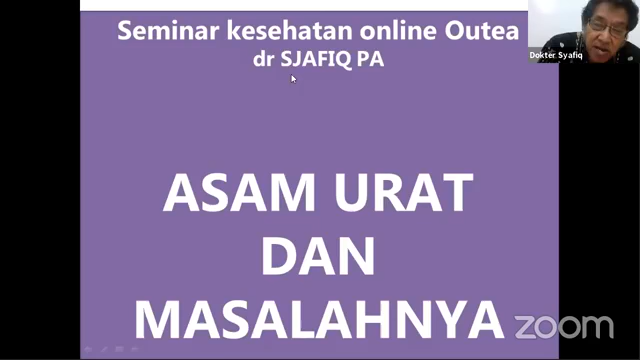 Seminar kesehatan online Outea
dr SJAFIQ PA
Dokter Syafiq
ASAM URAT
DAN
MASALAHNYA
zoom